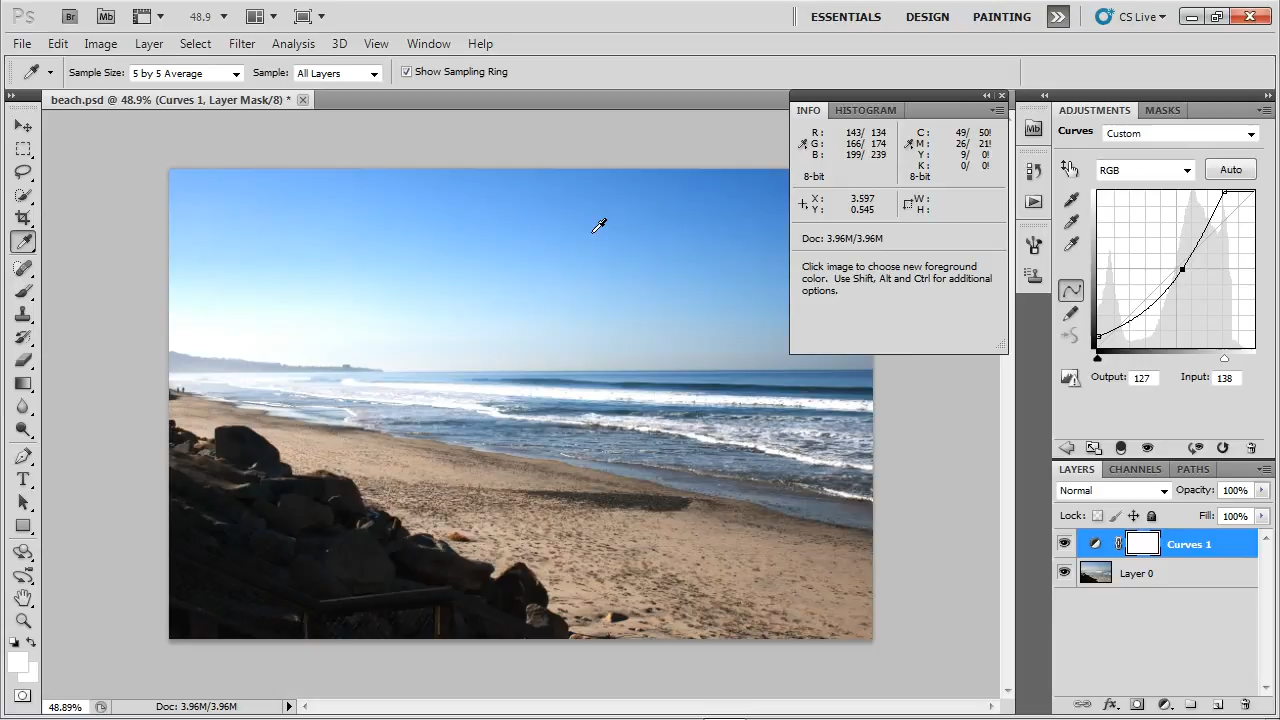 Ps Br Mb 48.9 ESSENTIALS DESIGN PAINTING CS Live
File Edit Image Layer Select Filter Analysis 3D View Window Help
Sample Size: 5 by 5 Average Sample: All Layers Show Sampling Ring
beach.psd @ 48.9% (Curves 1, Layer Mask/8) *
INFO HISTOGRAM
R: 143/ 134 C: 49/ 50!
G: 166/ 174 M: 26/ 21!
B: 199/ 239 Y: 9/ 0!
K: 0/ 0!
8-bit 8-bit
X: 3.597 W:
Y: 0.545 H:
Doc: 3.96M/3.96M
Click image to choose new foreground
color. Use Shift, Alt and Ctrl for additional
options.
Mb
ADJUSTMENTS MASKS
Curves Custom
RGB Auto
Output: 127 Input: 138
LAYERS CHANNELS PATHS
Normal Opacity: 100%
Lock: Fill: 100%
Curves 1
Layer 0
fx
T
48.89% Doc: 3.96M/3.96M